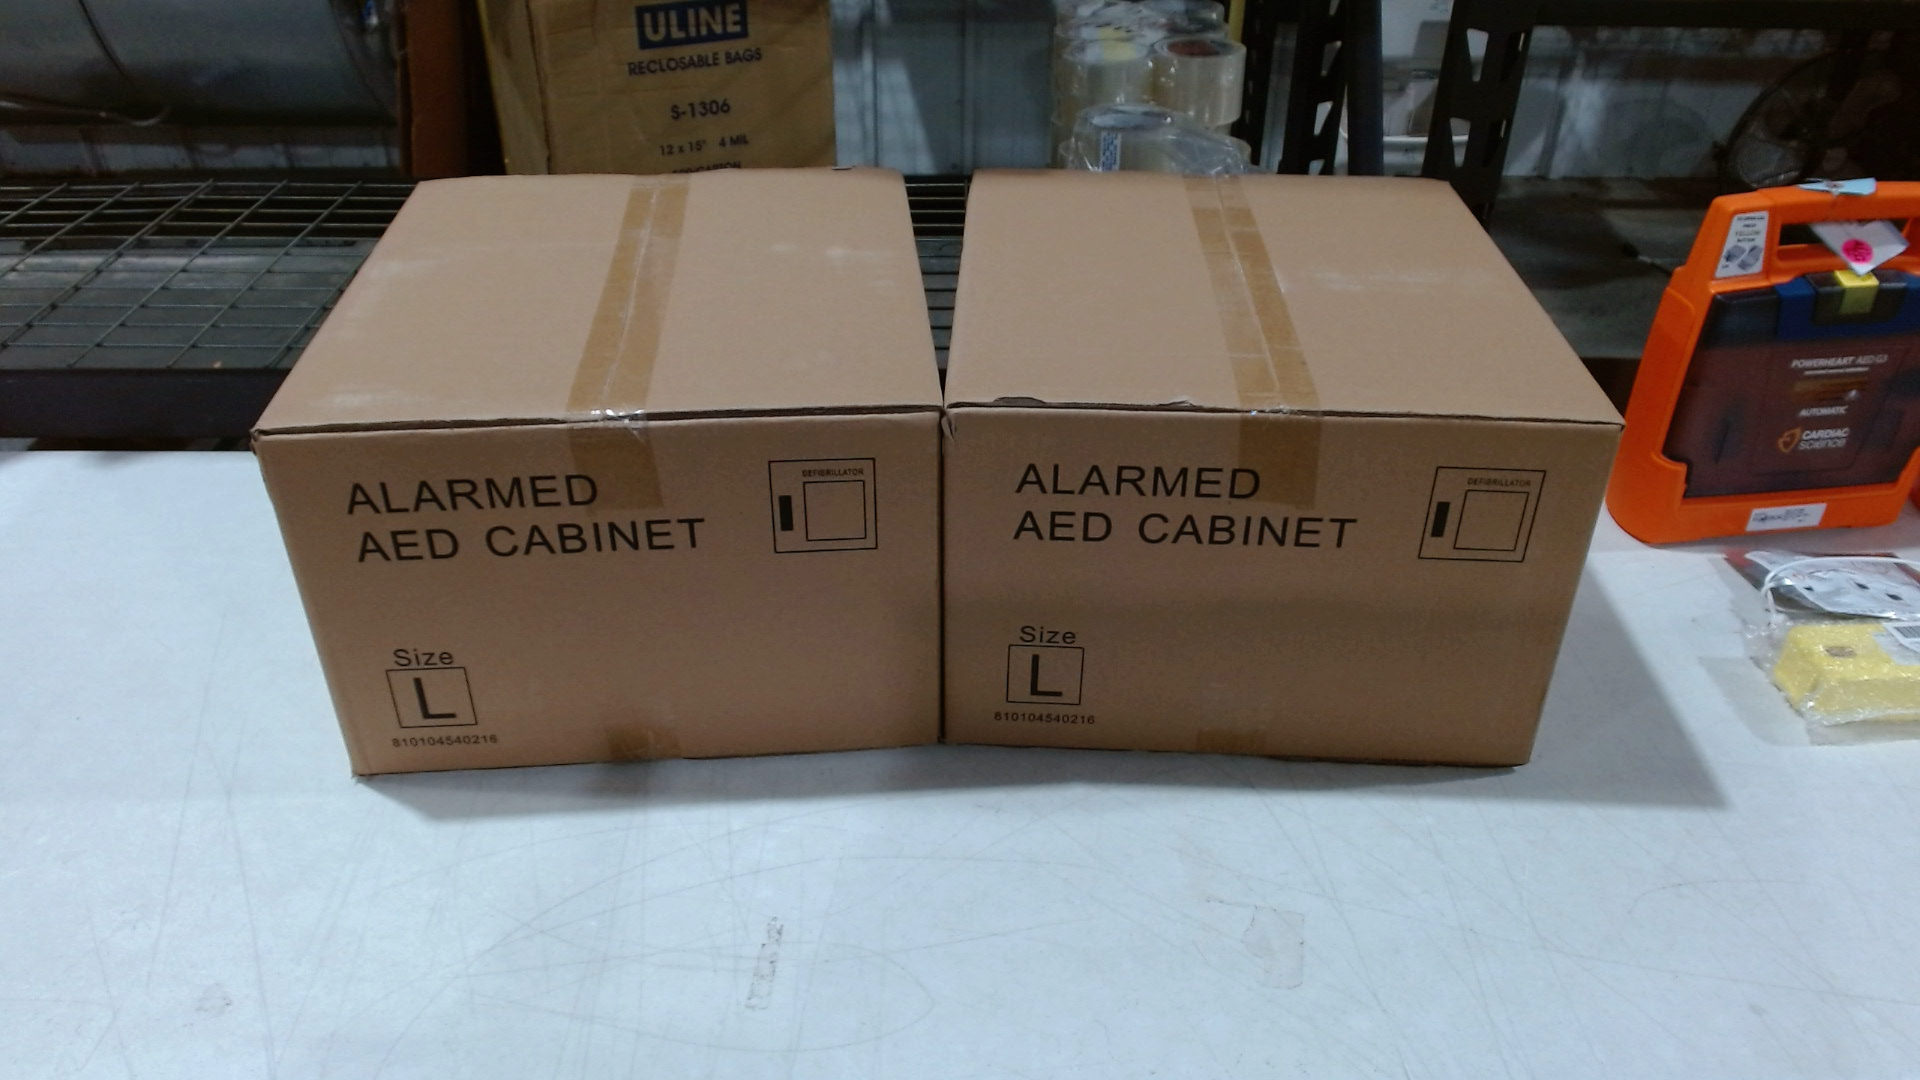 ULINE
RECLOSABLE BAGS
S-1306
12 x 15" 4 MIL
ALARMED
AED CABINET
DEFIBRILLATOR
Size
L
810104540216
ALARMED
AED CABINET
DEFIBRILLATOR
Size
L
810104540216
POWERHEART AED G3
AUTOMATIC
CARDIAC
science